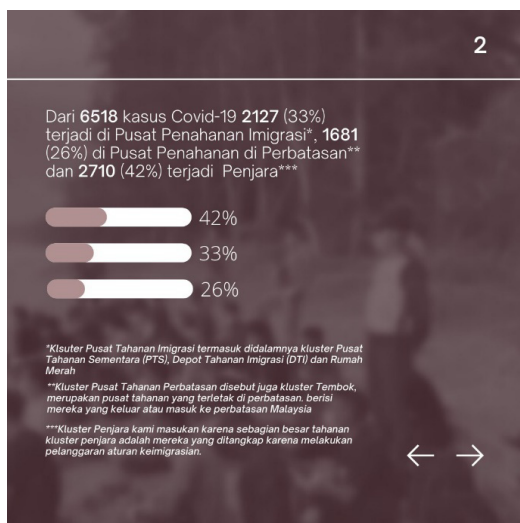 2
Dari 6518 kasus Covid-19 2127 (33%)
terjadi di Pusat Penahanan Imigrasi*, 1681
(26%) di Pusat Penahanan di Perbatasan**
dan 2710 (42%) terjadi Penjara***
42%
33%
26%
*Klsuter Pusat Tahanan Imigrasi termasuk didalamnya kluster Pusat
Tahanan Sementara (PTS), Depot Tahanan Imigrasi (DTI) dan Rumah
Merah
**Kluster Pusat Tahanan Perbatasan disebut juga kluster Tembok,
merupakan pusat tahanan yang terletak di perbatasan. berisi
mereka yang keluar atau masuk ke perbatasan Malaysia
***Kluster Penjara kami masukan karena sebagian besar tahanan
kluster penjara adalah mereka yang ditangkap karena melakukan
pelanggaran aturan keimigrasian.